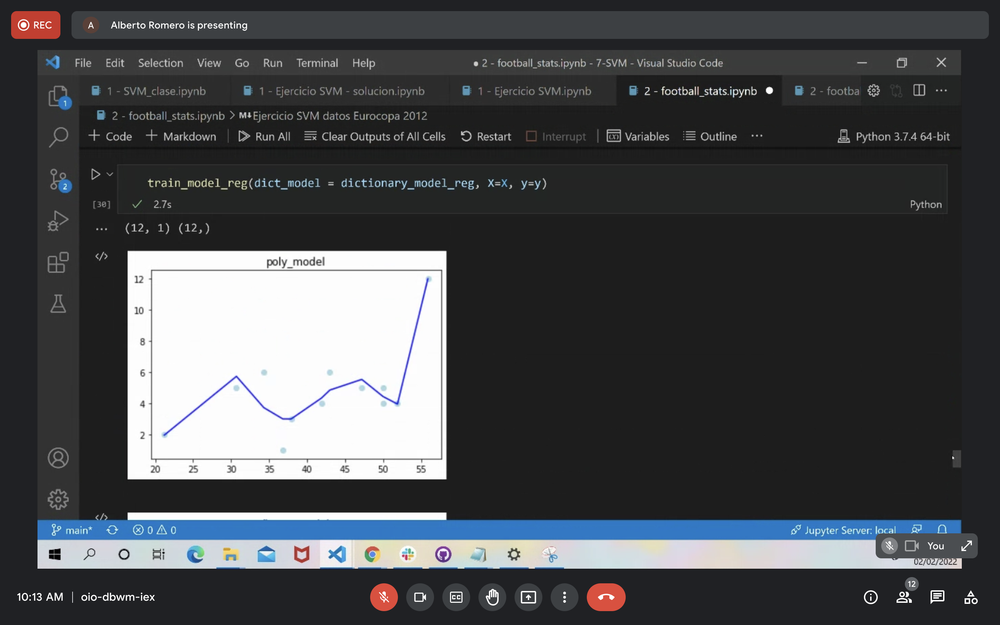 REC
A Alberto Romero is presenting
File Edit Selection View Go Run Terminal Help ● 2 - football_stats.ipynb - 7-SVM - Visual Studio Code
1 - SVM_clase.ipynb 1 - Ejercicio SVM - solucion.ipynb 1 - Ejercicio SVM.ipynb 2 - football_stats.ipynb ● 2 - footba
2 - football_stats.ipynb > M↓Ejercicio SVM datos Eurocopa 2012
+ Code + Markdown Run All Clear Outputs of All Cells Restart Interrupt (x) Variables Outline ... Python 3.7.4 64-bit
1
2
train_model_reg(dict_model = dictionary_model_reg, X=X, y=y)
[30] ✓ 2.7s Python
... (12, 1) (12,)
</>
poly_model
12
10
8
6
4
2
20 25 30 35 40 45 50 55
</>
main* 0 0 Jupyter Server: local
You
02/02/2022
10:13 AM | oio-dbwm-iex
CC
12